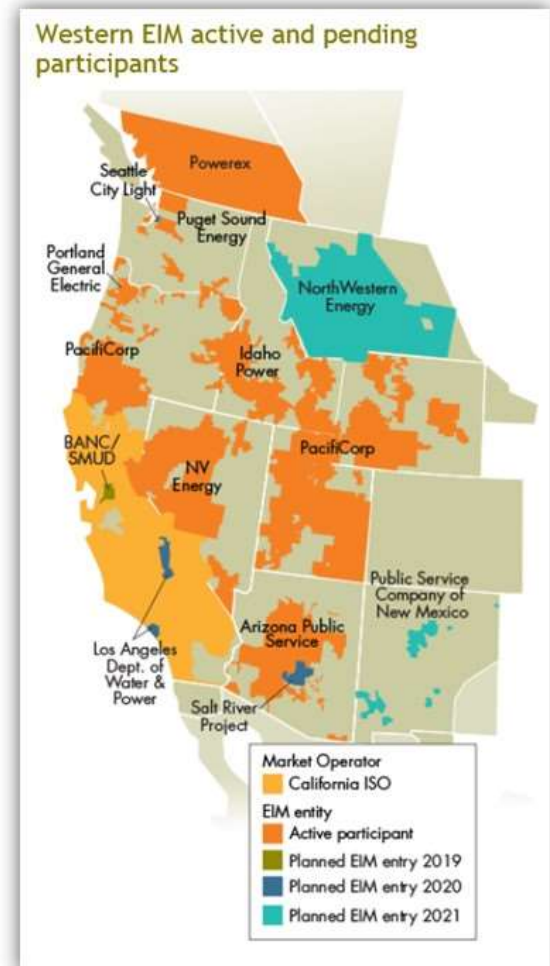 Western EIM active and pending
participants
Powerex
Seattle
City Light
Puget Sound
Energy
Portland
General
Electric
NorthWestern
Energy
PacifiCorp
Idaho
Power
BANC/
SMUD
NV
Energy
PacifiCorp
Public Service
Company of
New Mexico
Los Angeles
Dept. of
Water &
Power
Arizona Public
Service
Salt River
Project
Market Operator
California ISO
EIM entity
Active participant
Planned EIM entry 2019
Planned EIM entry 2020
Planned EIM entry 2021